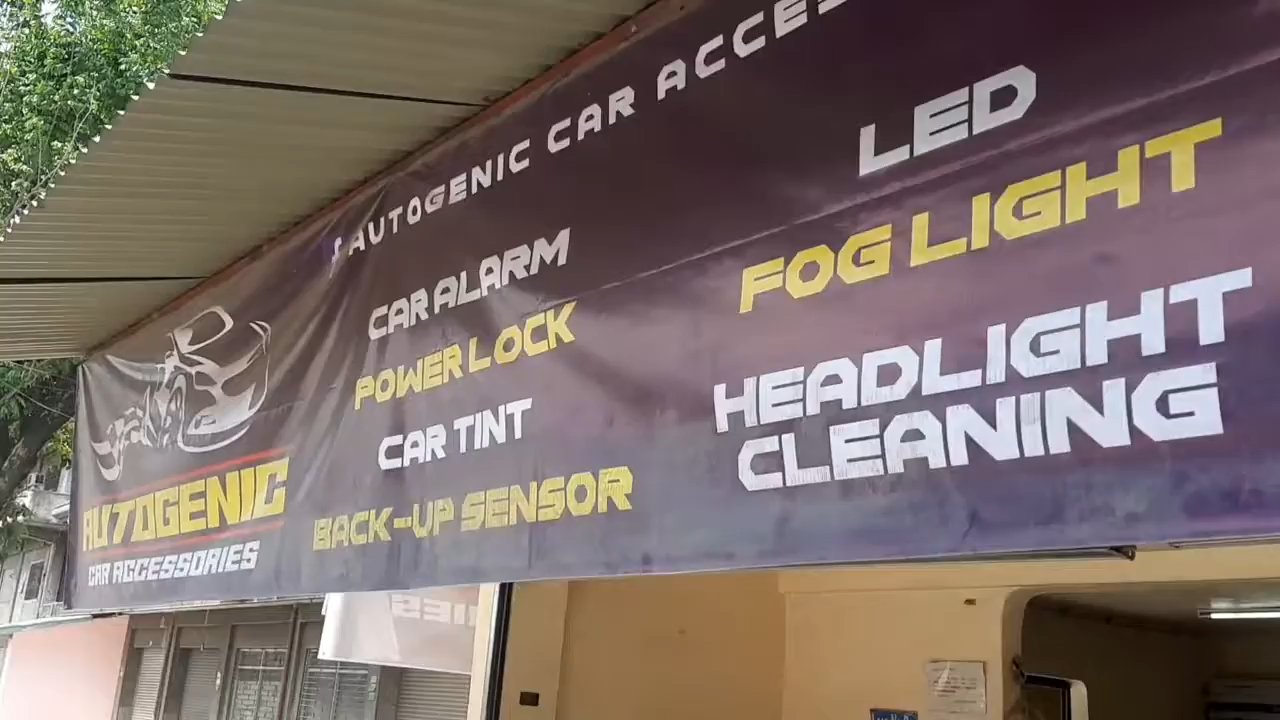 AUTOGENIC CAR ACCES
CAR ALARM
POWER LOCK
CAR TINT
BACK-UP SENSOR
LED
FOG LIGHT
HEADLIGHT
CLEANING
AUTOGENIC
CAR ACCESSORIES